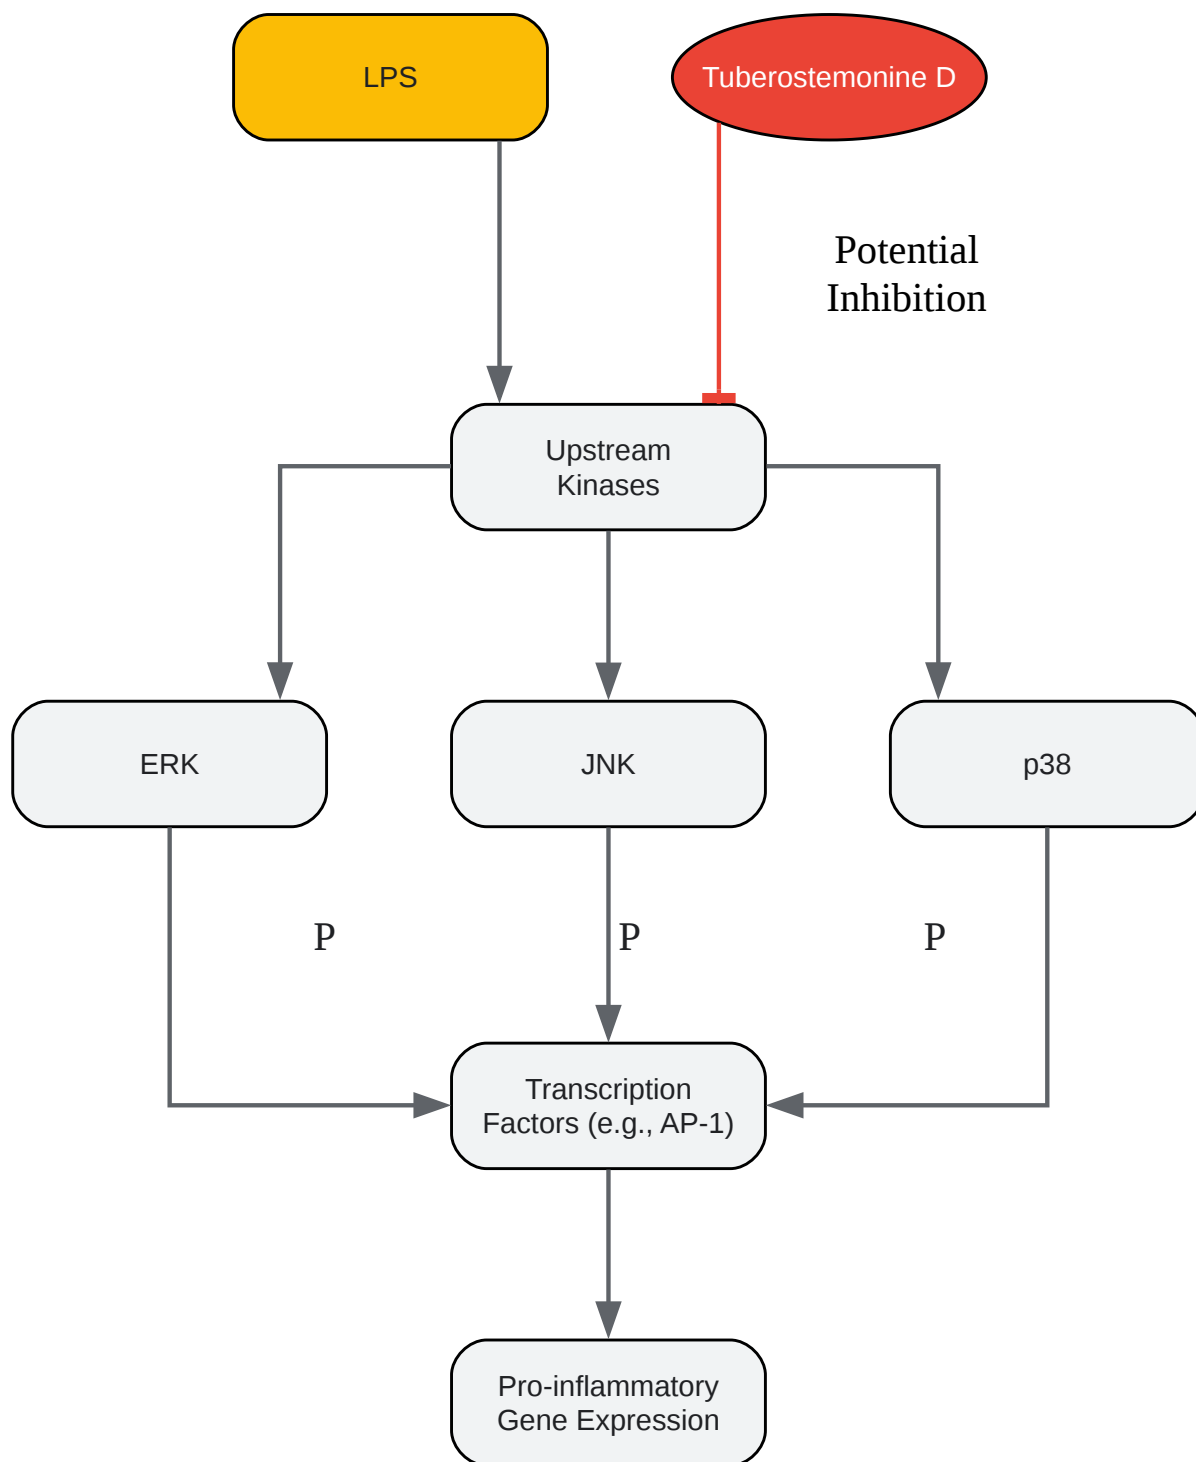 LPS
Tuberostemonine D
Potential
Inhibition
Upstream
Kinases
ERK
JNK
p38
P
P
P
Transcription
Factors (e.g., AP-1)
Pro-inflammatory
Gene Expression